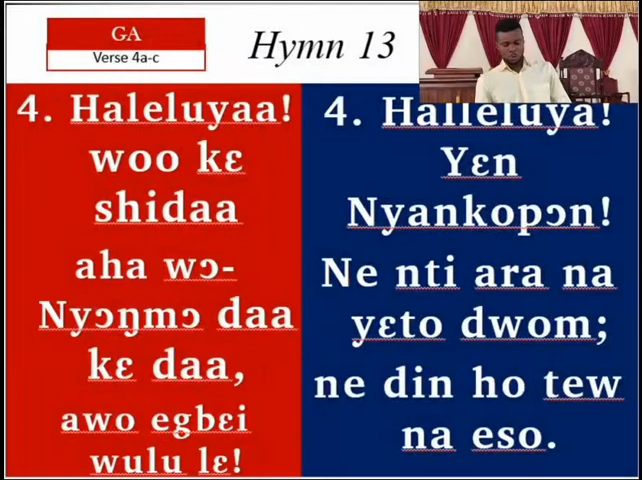 GA
Verse 4a-c
Hymn 13
4. Haleluyaa!
woo kɛ
shidaa
aha wɔ-
Nyɔŋmɔ daa
kɛ daa,
awo egbɛi
wulu lɛ!
4. Halleluya!
Yɛn
Nyankopɔn!
Ne nti ara na
yɛto dwom;
ne din ho tew
na eso.